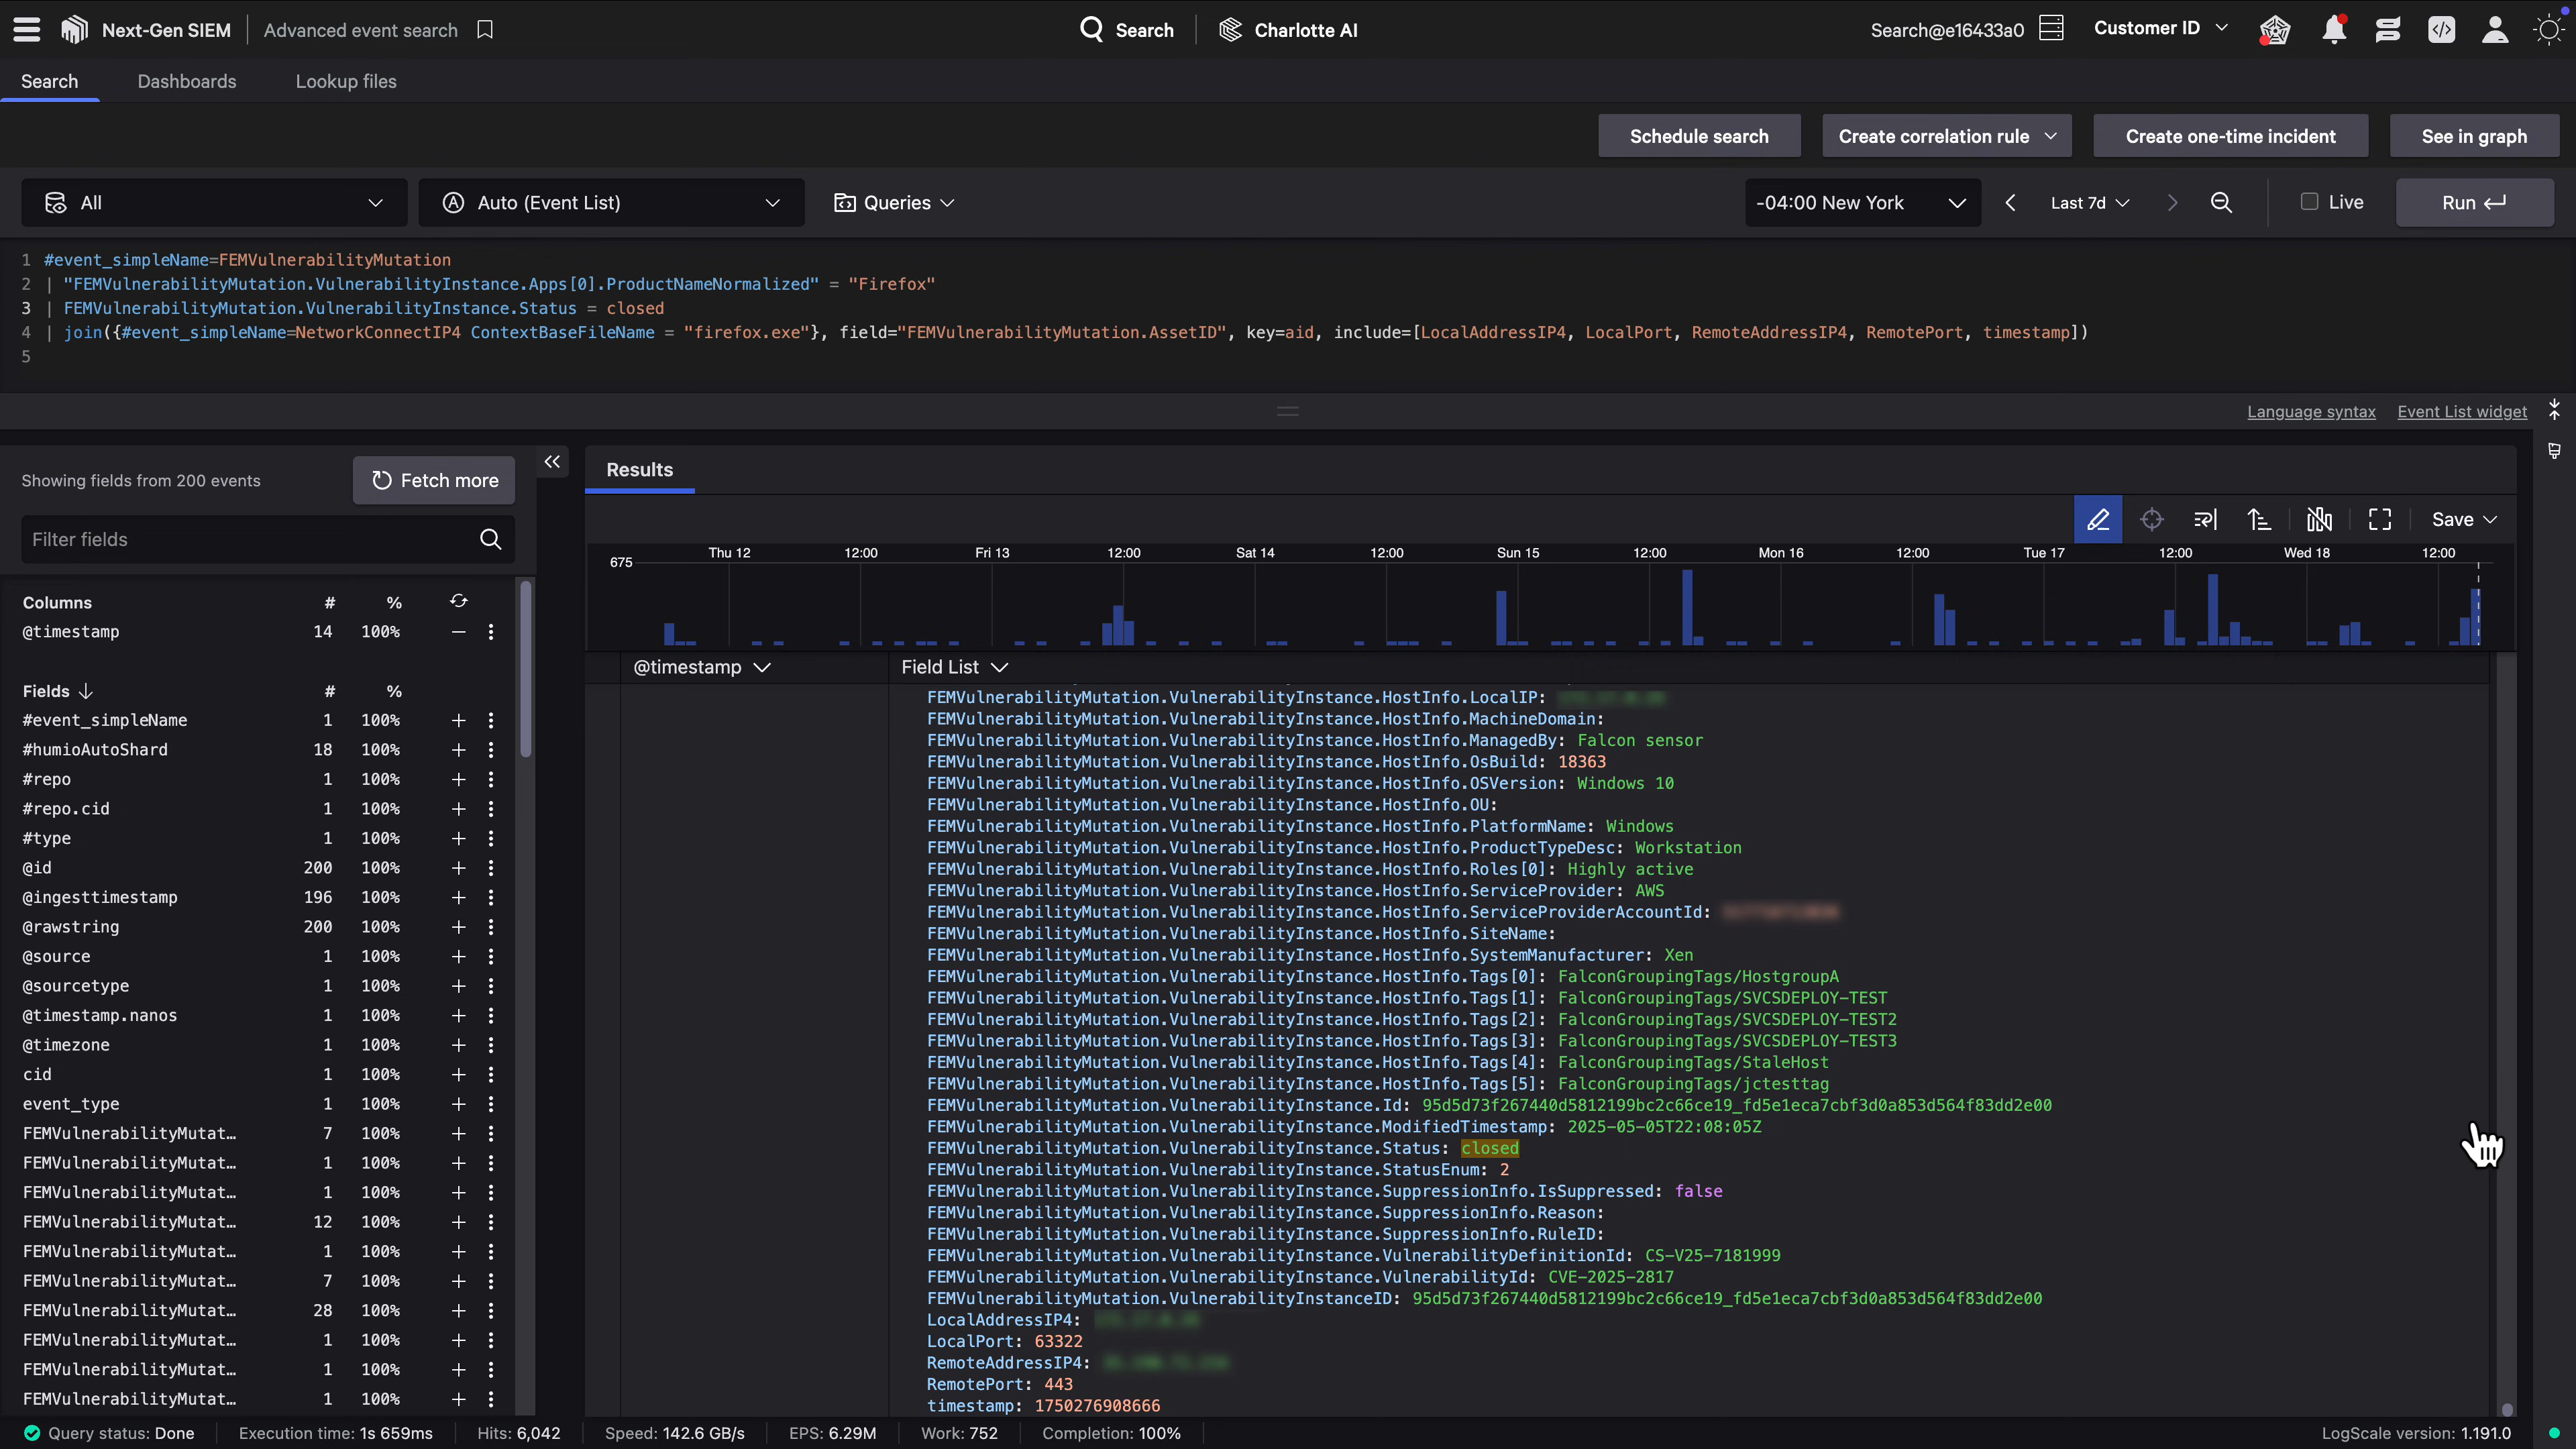 Next-Gen SIEM
Advanced event search
Search
Charlotte AI
Search@e16433a0
Customer ID
Search
Dashboards
Lookup files
Schedule search
Create correlation rule
Create one-time incident
See in graph
All
Auto (Event List)
Queries
-04:00 New York
Last 7d
Live
Run
1 #event_simpleName=FEMVulnerabilityMutation
2 | "FEMVulnerabilityMutation.VulnerabilityInstance.Apps[0].ProductNameNormalized" = "Firefox"
3 | FEMVulnerabilityMutation.VulnerabilityInstance.Status = closed
4 | join({#event_simpleName=NetworkConnectIP4 ContextBaseFileName = "firefox.exe"}, field="FEMVulnerabilityMutation.AssetID", key=aid, include=[LocalAddressIP4, LocalPort, RemoteAddressIP4, RemotePort, timestamp])
5
Language syntax
Event List widget
Showing fields from 200 events
Fetch more
Filter fields
Columns # %
@timestamp 14 100%
Fields # %
#event_simpleName 1 100%
#humioAutoShard 18 100%
#repo 1 100%
#repo.cid 1 100%
#type 1 100%
@id 200 100%
@ingesttimestamp 196 100%
@rawstring 200 100%
@source 1 100%
@sourcetype 1 100%
@timestamp.nanos 1 100%
@timezone 1 100%
cid 1 100%
event_type 1 100%
FEMVulnerabilityMutat… 7 100%
FEMVulnerabilityMutat… 1 100%
FEMVulnerabilityMutat… 1 100%
FEMVulnerabilityMutat… 12 100%
FEMVulnerabilityMutat… 1 100%
FEMVulnerabilityMutat… 7 100%
FEMVulnerabilityMutat… 28 100%
FEMVulnerabilityMutat… 1 100%
FEMVulnerabilityMutat… 1 100%
FEMVulnerabilityMutat… 1 100%
Results
Save
Thu 12 12:00 Fri 13 12:00 Sat 14 12:00 Sun 15 12:00 Mon 16 12:00 Tue 17 12:00 Wed 18 12:00
675
@timestamp
Field List
FEMVulnerabilityMutation.VulnerabilityInstance.HostInfo.LocalIP:
FEMVulnerabilityMutation.VulnerabilityInstance.HostInfo.MachineDomain:
FEMVulnerabilityMutation.VulnerabilityInstance.HostInfo.ManagedBy: Falcon sensor
FEMVulnerabilityMutation.VulnerabilityInstance.HostInfo.OsBuild: 18363
FEMVulnerabilityMutation.VulnerabilityInstance.HostInfo.OSVersion: Windows 10
FEMVulnerabilityMutation.VulnerabilityInstance.HostInfo.OU:
FEMVulnerabilityMutation.VulnerabilityInstance.HostInfo.PlatformName: Windows
FEMVulnerabilityMutation.VulnerabilityInstance.HostInfo.ProductTypeDesc: Workstation
FEMVulnerabilityMutation.VulnerabilityInstance.HostInfo.Roles[0]: Highly active
FEMVulnerabilityMutation.VulnerabilityInstance.HostInfo.ServiceProvider: AWS
FEMVulnerabilityMutation.VulnerabilityInstance.HostInfo.ServiceProviderAccountId:
FEMVulnerabilityMutation.VulnerabilityInstance.HostInfo.SiteName:
FEMVulnerabilityMutation.VulnerabilityInstance.HostInfo.SystemManufacturer: Xen
FEMVulnerabilityMutation.VulnerabilityInstance.HostInfo.Tags[0]: FalconGroupingTags/HostgroupA
FEMVulnerabilityMutation.VulnerabilityInstance.HostInfo.Tags[1]: FalconGroupingTags/SVCSDEPLOY-TEST
FEMVulnerabilityMutation.VulnerabilityInstance.HostInfo.Tags[2]: FalconGroupingTags/SVCSDEPLOY-TEST2
FEMVulnerabilityMutation.VulnerabilityInstance.HostInfo.Tags[3]: FalconGroupingTags/SVCSDEPLOY-TEST3
FEMVulnerabilityMutation.VulnerabilityInstance.HostInfo.Tags[4]: FalconGroupingTags/StaleHost
FEMVulnerabilityMutation.VulnerabilityInstance.HostInfo.Tags[5]: FalconGroupingTags/jctesttag
FEMVulnerabilityMutation.VulnerabilityInstance.Id: 95d5d73f267440d5812199bc2c66ce19_fd5e1eca7cbf3d0a853d564f83dd2e00
FEMVulnerabilityMutation.VulnerabilityInstance.ModifiedTimestamp: 2025-05-05T22:08:05Z
FEMVulnerabilityMutation.VulnerabilityInstance.Status: closed
FEMVulnerabilityMutation.VulnerabilityInstance.StatusEnum: 2
FEMVulnerabilityMutation.VulnerabilityInstance.SuppressionInfo.IsSuppressed: false
FEMVulnerabilityMutation.VulnerabilityInstance.SuppressionInfo.Reason:
FEMVulnerabilityMutation.VulnerabilityInstance.SuppressionInfo.RuleID:
FEMVulnerabilityMutation.VulnerabilityInstance.VulnerabilityDefinitionId: CS-V25-7181999
FEMVulnerabilityMutation.VulnerabilityInstance.VulnerabilityId: CVE-2025-2817
FEMVulnerabilityMutation.VulnerabilityInstanceID: 95d5d73f267440d5812199bc2c66ce19_fd5e1eca7cbf3d0a853d564f83dd2e00
LocalAddressIP4:
LocalPort: 63322
RemoteAddressIP4:
RemotePort: 443
timestamp: 1750276908666
Query status: Done
Execution time: 1s 659ms
Hits: 6,042
Speed: 142.6 GB/s
EPS: 6.29M
Work: 752
Completion: 100%
LogScale version: 1.191.0